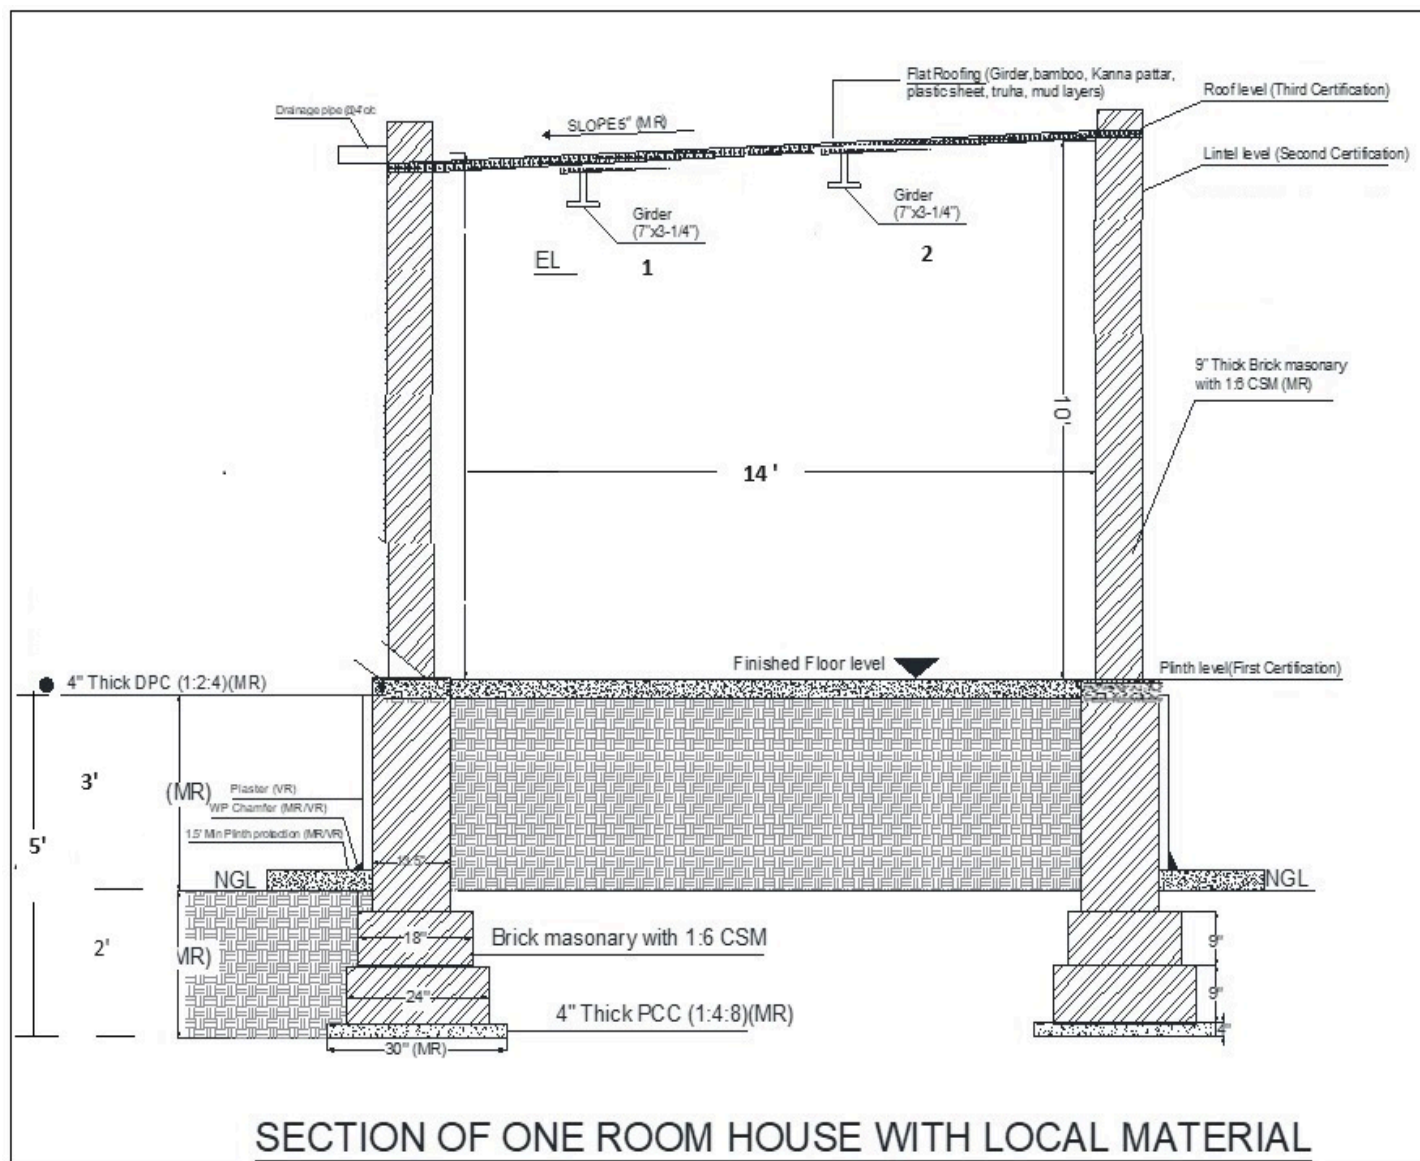 Flat Roofing (Girder,bamboo, Kanna pattar,
plastic sheet, truha, mud layers)
Roof level (Third Certification)
Drainage pipe @4'c/c
SLOPE 5" (MR)
Lintel level (Second Certification)
Girder
(7"x3-1/4")
1
Girder
(7"x3-1/4")
2
EL
9" Thick Brick masonary
with 1:6 CSM (MR)
10'
14 '
Finished Floor level
Plinth level(First Certification)
4" Thick DPC (1:2:4)(MR)
3'
(MR)
Plaster (VR)
WP Chamfer (MR/VR)
1.5' Min Plinth protection (MR/VR)
5'
13.5"
NGL
NGL
2'
MR)
18"
Brick masonary with 1:6 CSM
9"
24"
9"
4" Thick PCC (1:4:8)(MR)
30" (MR)
SECTION OF ONE ROOM HOUSE WITH LOCAL MATERIAL